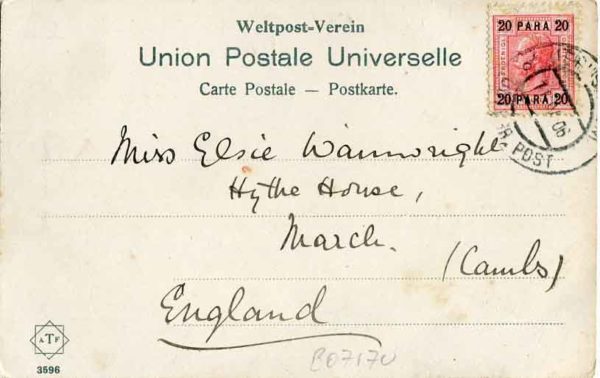 Weltpost-Verein
Union Postale Universelle
Carte Postale — Postkarte.
20 PARA 20
20 PARA 20
POST
Miss Elsie Wainwright
Hythe House,
March.
(Cambs)
England
ATF
3596